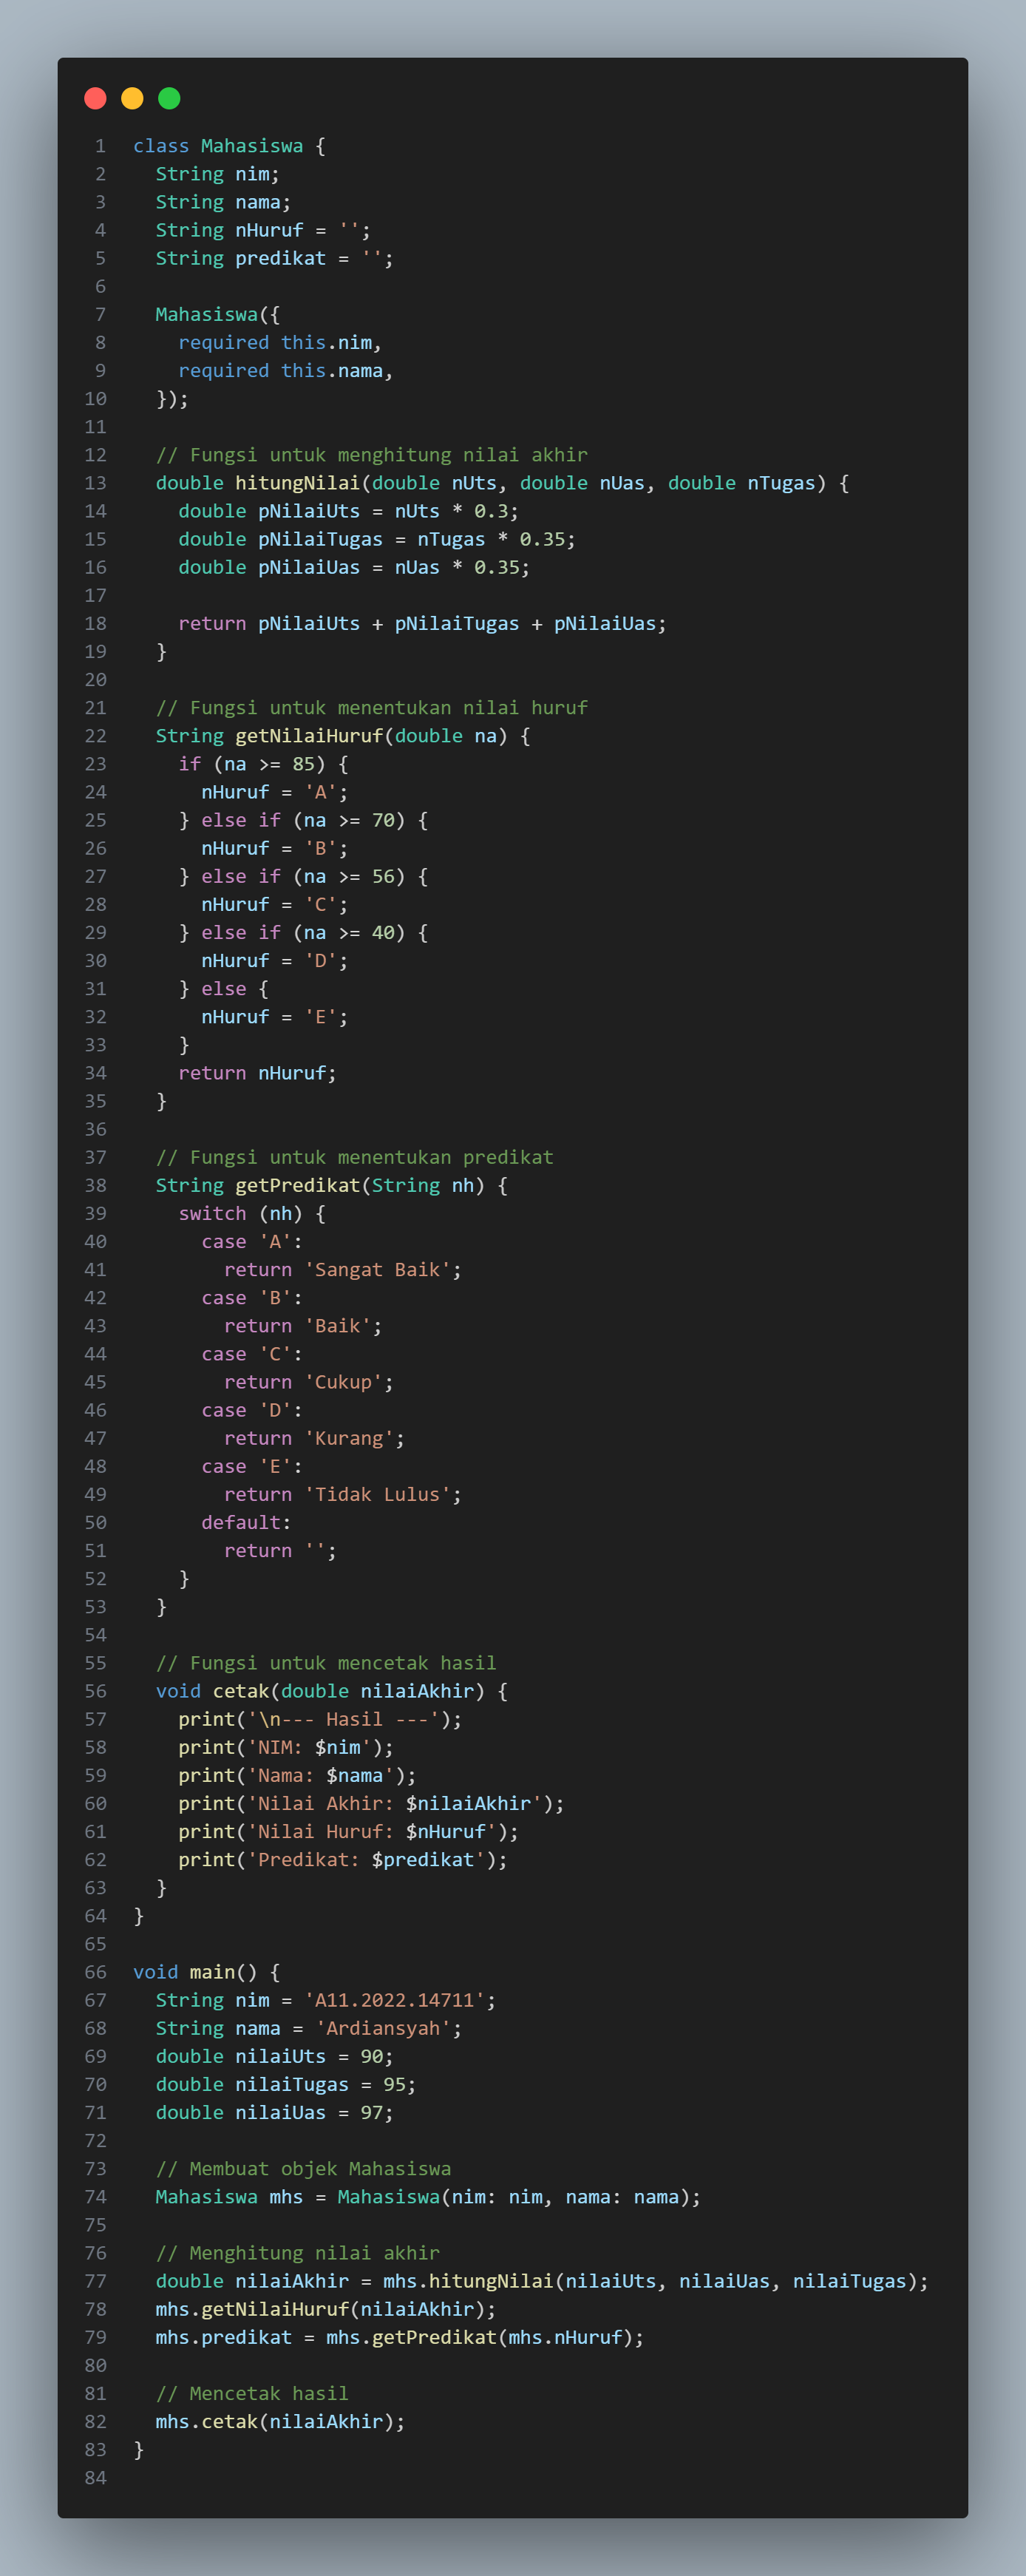 1 class Mahasiswa {
2   String nim;
3   String nama;
4   String nHuruf = '';
5   String predikat = '';
6
7   Mahasiswa({
8     required this.nim,
9     required this.nama,
10   });
11
12   // Fungsi untuk menghitung nilai akhir
13   double hitungNilai(double nUts, double nUas, double nTugas) {
14     double pNilaiUts = nUts * 0.3;
15     double pNilaiTugas = nTugas * 0.35;
16     double pNilaiUas = nUas * 0.35;
17
18     return pNilaiUts + pNilaiTugas + pNilaiUas;
19   }
20
21   // Fungsi untuk menentukan nilai huruf
22   String getNilaiHuruf(double na) {
23     if (na >= 85) {
24       nHuruf = 'A';
25     } else if (na >= 70) {
26       nHuruf = 'B';
27     } else if (na >= 56) {
28       nHuruf = 'C';
29     } else if (na >= 40) {
30       nHuruf = 'D';
31     } else {
32       nHuruf = 'E';
33     }
34     return nHuruf;
35   }
36
37   // Fungsi untuk menentukan predikat
38   String getPredikat(String nh) {
39     switch (nh) {
40       case 'A':
41         return 'Sangat Baik';
42       case 'B':
43         return 'Baik';
44       case 'C':
45         return 'Cukup';
46       case 'D':
47         return 'Kurang';
48       case 'E':
49         return 'Tidak Lulus';
50       default:
51         return '';
52     }
53   }
54
55   // Fungsi untuk mencetak hasil
56   void cetak(double nilaiAkhir) {
57     print('\n--- Hasil ---');
58     print('NIM: $nim');
59     print('Nama: $nama');
60     print('Nilai Akhir: $nilaiAkhir');
61     print('Nilai Huruf: $nHuruf');
62     print('Predikat: $predikat');
63   }
64 }
65
66 void main() {
67   String nim = 'A11.2022.14711';
68   String nama = 'Ardiansyah';
69   double nilaiUts = 90;
70   double nilaiTugas = 95;
71   double nilaiUas = 97;
72
73   // Membuat objek Mahasiswa
74   Mahasiswa mhs = Mahasiswa(nim: nim, nama: nama);
75
76   // Menghitung nilai akhir
77   double nilaiAkhir = mhs.hitungNilai(nilaiUts, nilaiUas, nilaiTugas);
78   mhs.getNilaiHuruf(nilaiAkhir);
79   mhs.predikat = mhs.getPredikat(mhs.nHuruf);
80
81   // Mencetak hasil
82   mhs.cetak(nilaiAkhir);
83 }
84